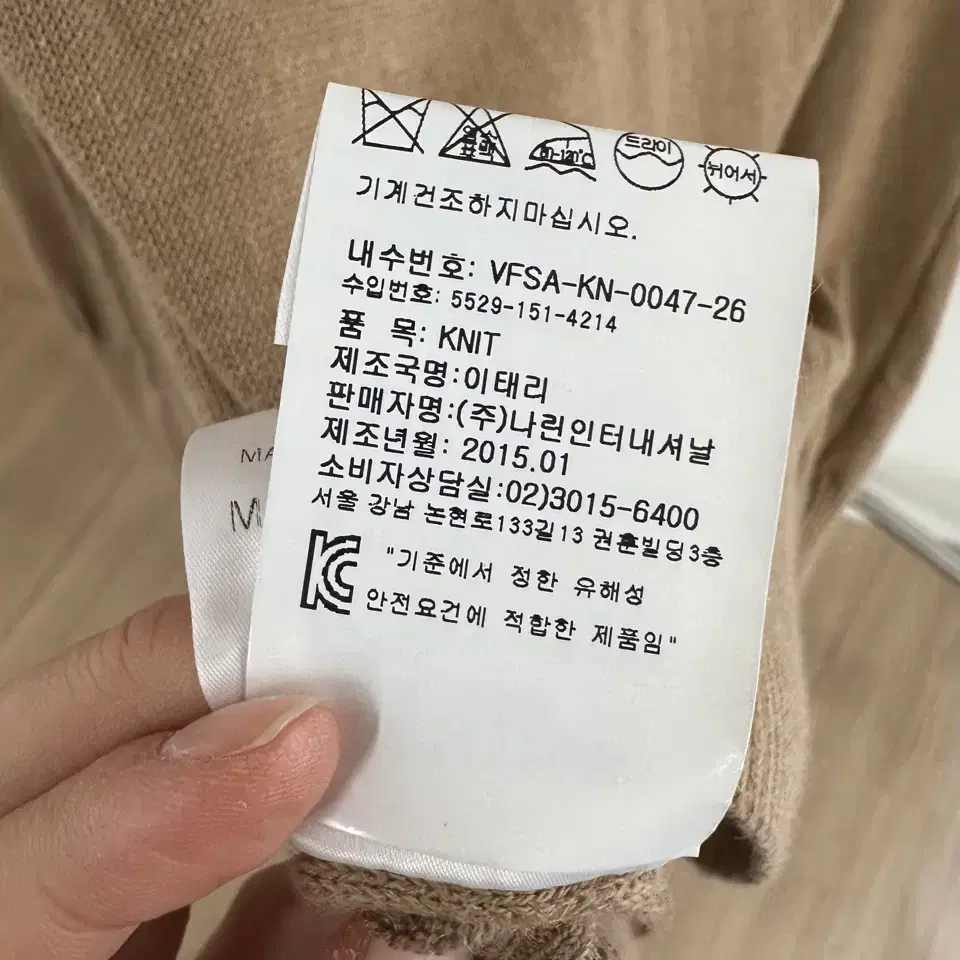 염소
표백
80-120℃
드라이
뉘어서
기계건조하지마십시오.
내수번호: VFSA-KN-0047-26
수입번호: 5529-151-4214
품 목: KNIT
제조국명:이태리
판매자명:(주)나린인터내셔날
제조년월: 2015.01
소비자상담실:02)3015-6400
서울 강남 논현로133길13 권훈빌딩3층
"기준에서 정한 유해성
안전요건에 적합한 제품임"
MA
M